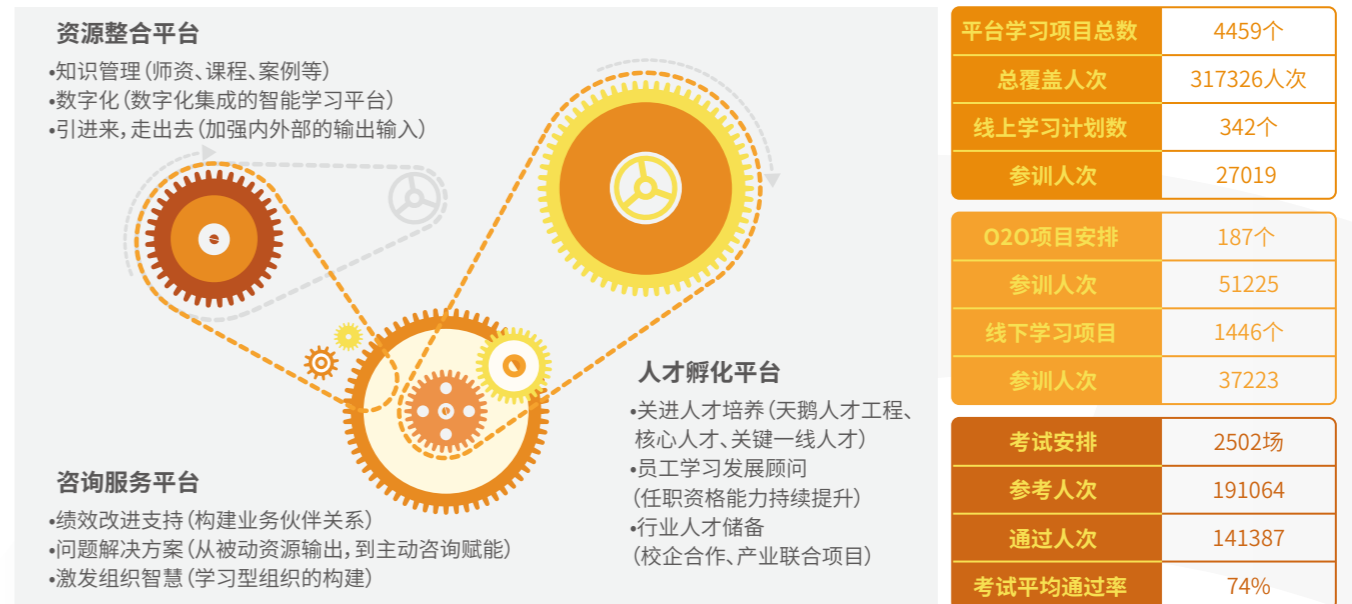 资源整合平台
•知识管理（师资、课程、案例等）
•数字化（数字化集成的智能学习平台）
•引进来，走出去（加强内外部的输出输入）
咨询服务平台
•绩效改进支持（构建业务伙伴关系）
•问题解决方案（从被动资源输出，到主动咨询赋能）
•激发组织智慧（学习型组织的构建）
人才孵化平台
•关进人才培养（天鹅人才工程、
核心人才、关键一线人才）
•员工学习发展顾问
（任职资格能力持续提升）
•行业人才储备
（校企合作、产业联合项目）
平台学习项目总数 4459个
总覆盖人次 317326人次
线上学习计划数 342个
参训人次 27019
O2O项目安排 187个
参训人次 51225
线下学习项目 1446个
参训人次 37223
考试安排 2502场
参考人次 191064
通过人次 141387
考试平均通过率 74%